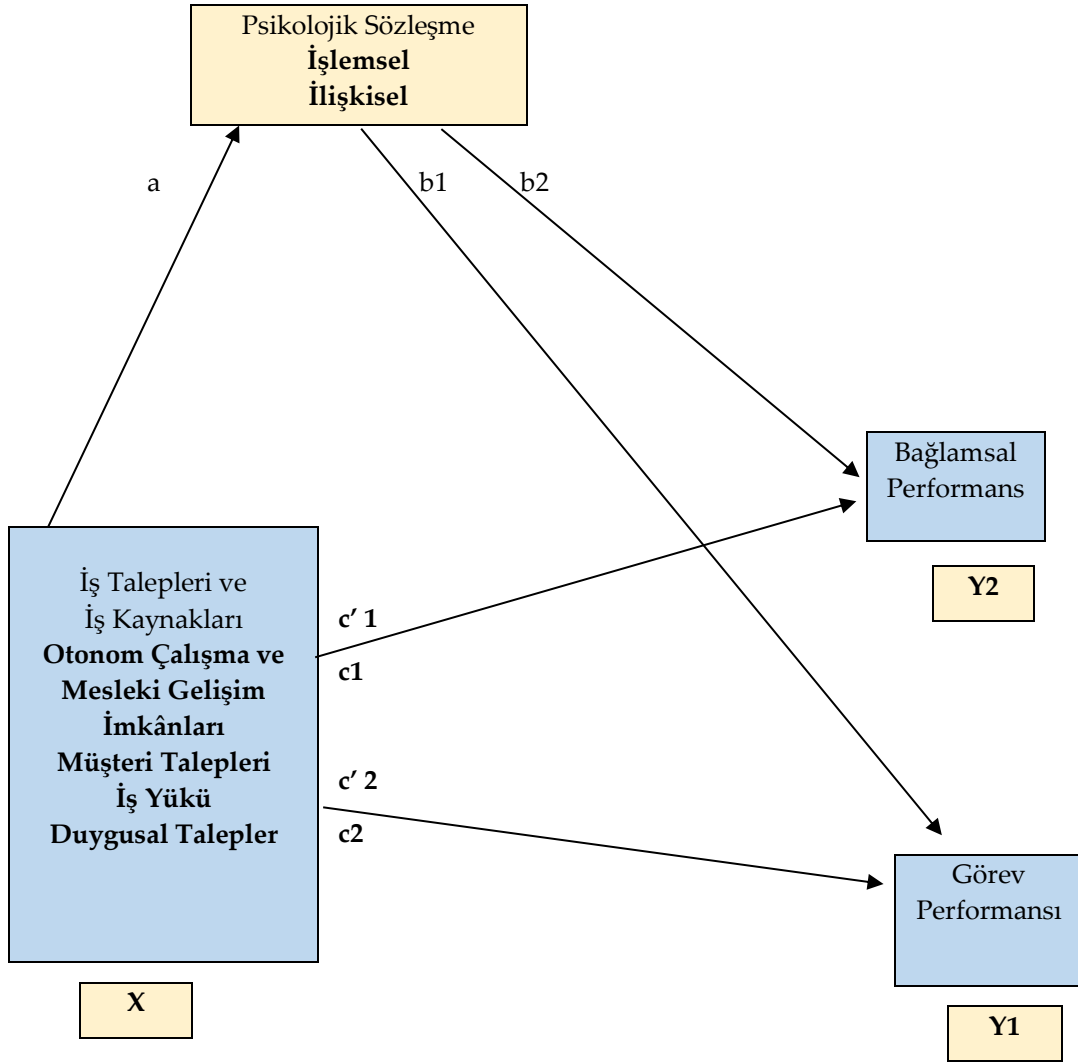 Psikolojik Sözleşme
İşlemsel
İlişkisel
a
b1
b2
Bağlamsal
Performans
Y2
İş Talepleri ve
İş Kaynakları
Otonom Çalışma ve
Mesleki Gelişim
İmkânları
Müşteri Talepleri
İş Yükü
Duygusal Talepler
c’ 1
c1
c’ 2
c2
Görev
Performansı
X
Y1